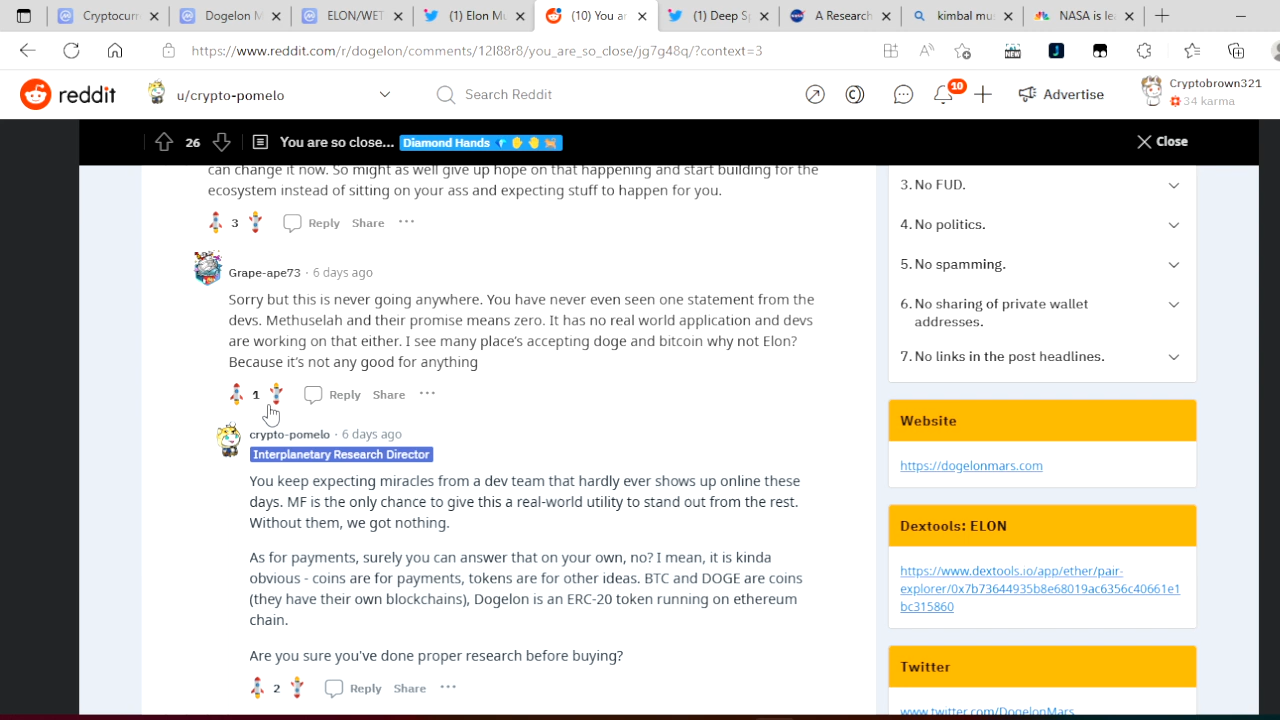 Cryptocurr
Dogelon M
ELON/WET
(1) Elon Mu
(10) You ar
(1) Deep Sp
A Research
kimbal mus
NASA is le
https://www.reddit.com/r/dogelon/comments/12l88r8/you_are_so_close/jg7g48q/?context=3
NEW
reddit
u/crypto-pomelo
Search Reddit
10
Advertise
Cryptobrown321
34 karma
26
You are so close...
Diamond Hands
Close
can change it now. So might as well give up hope on that happening and start building for the
ecosystem instead of sitting on your ass and expecting stuff to happen for you.
3 Reply Share ...
Grape-ape73 · 6 days ago
Sorry but this is never going anywhere. You have never even seen one statement from the
devs. Methuselah and their promise means zero. It has no real world application and devs
are working on that either. I see many place’s accepting doge and bitcoin why not Elon?
Because it’s not any good for anything
1 Reply Share ...
crypto-pomelo · 6 days ago
Interplanetary Research Director
You keep expecting miracles from a dev team that hardly ever shows up online these
days. MF is the only chance to give this a real-world utility to stand out from the rest.
Without them, we got nothing.
As for payments, surely you can answer that on your own, no? I mean, it is kinda
obvious - coins are for payments, tokens are for other ideas. BTC and DOGE are coins
(they have their own blockchains), Dogelon is an ERC-20 token running on ethereum
chain.
Are you sure you've done proper research before buying?
2 Reply Share ...
3. No FUD.
4. No politics.
5. No spamming.
6. No sharing of private wallet
addresses.
7. No links in the post headlines.
Website
https://dogelonmars.com
Dextools: ELON
https://www.dextools.io/app/ether/pair-
explorer/0x7b73644935b8e68019ac6356c40661e1
bc315860
Twitter
www.twitter.com/DogelonMars